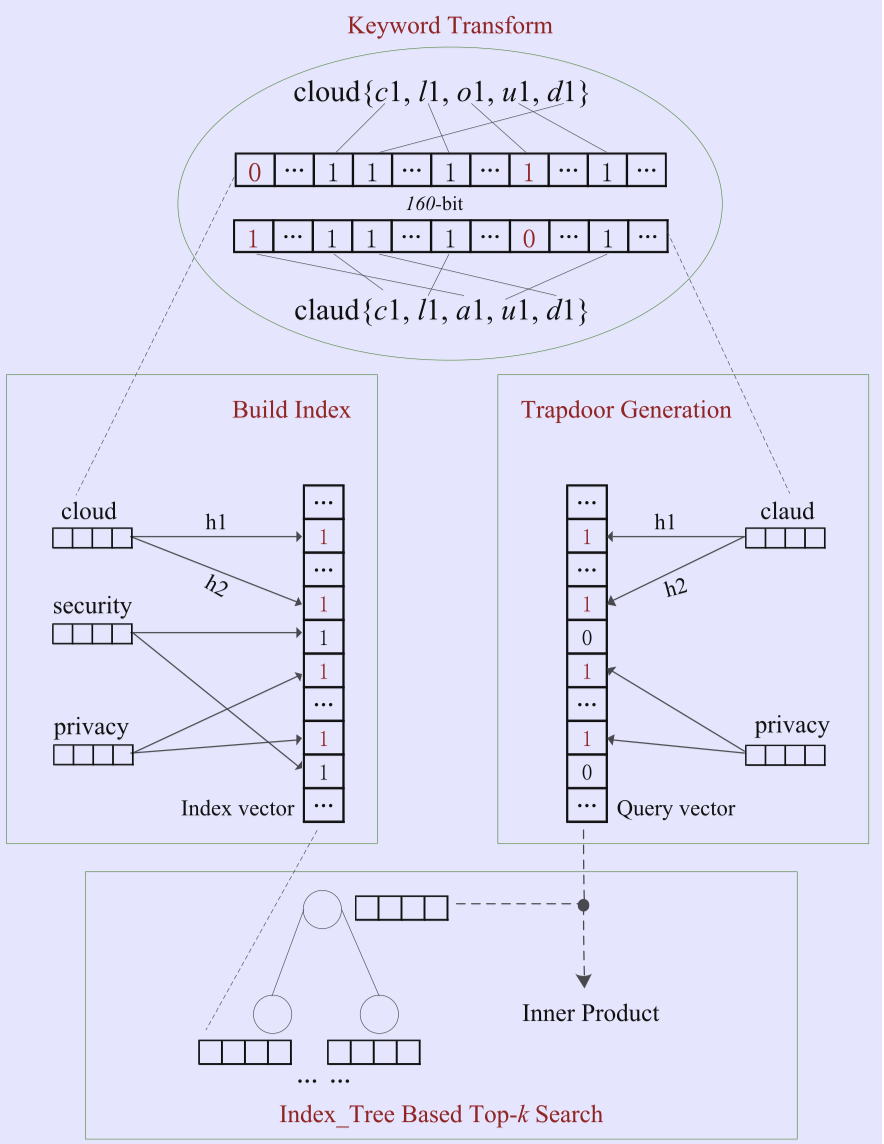 Keyword Transform
cloud{c1, l1, o1, u1, d1}
0 ··· 1 1 ··· 1 ··· 1 ··· 1 ···
160-bit
1 ··· 1 1 ··· 1 ··· 0 ··· 1 ···
claud{c1, l1, a1, u1, d1}
Build Index
cloud
h1
h2
security
privacy
···
1
···
1
1
1
···
1
1
···
Index vector
Trapdoor Generation
···
1
···
1
0
1
···
1
0
···
claud
h1
h2
privacy
Query vector
Inner Product
··· ···
Index_Tree Based Top-k Search